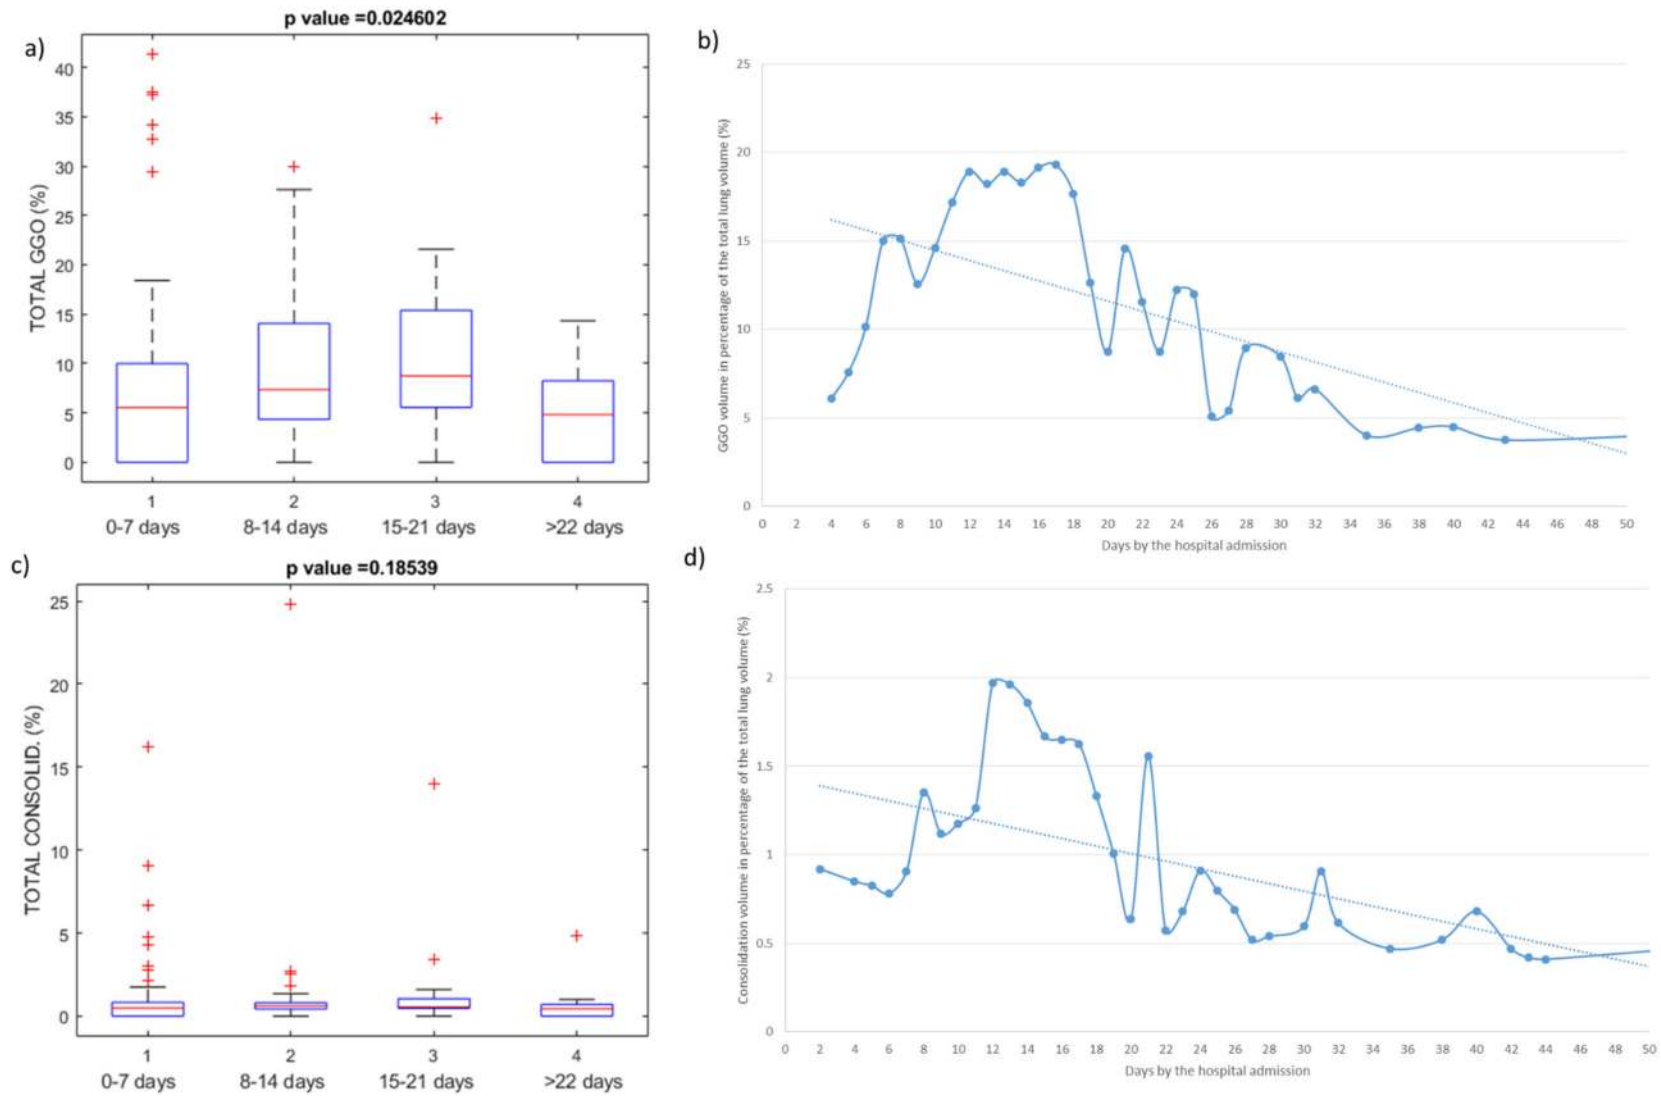 a)
p value =0.024602
TOTAL GGO (%)
40
35
30
25
20
15
10
5
0
1 2 3 4
0-7 days 8-14 days 15-21 days >22 days
b)
GGO volume in percentage of the total lung volume (%)
25
20
15
10
5
0
0 2 4 6 8 10 12 14 16 18 20 22 24 26 28 30 32 34 36 38 40 42 44 46 48 50
Days by the hospital admission
c)
p value =0.18539
TOTAL CONSOLID. (%)
25
20
15
10
5
0
1 2 3 4
0-7 days 8-14 days 15-21 days >22 days
d)
Consolidation volume in percentage of the total lung volume (%)
2.5
2
1.5
1
0.5
0
0 2 4 6 8 10 12 14 16 18 20 22 24 26 28 30 32 34 36 38 40 42 44 46 48 50
Days by the hospital admission